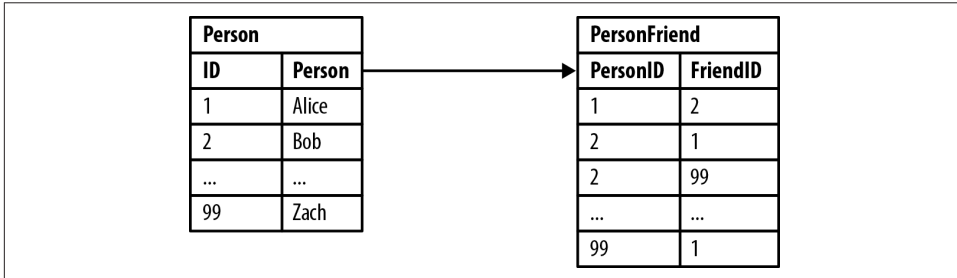 Person
ID Person
1 Alice
2 Bob
... ...
99 Zach
PersonFriend
PersonID FriendID
1 2
2 1
2 99
... ...
99 1